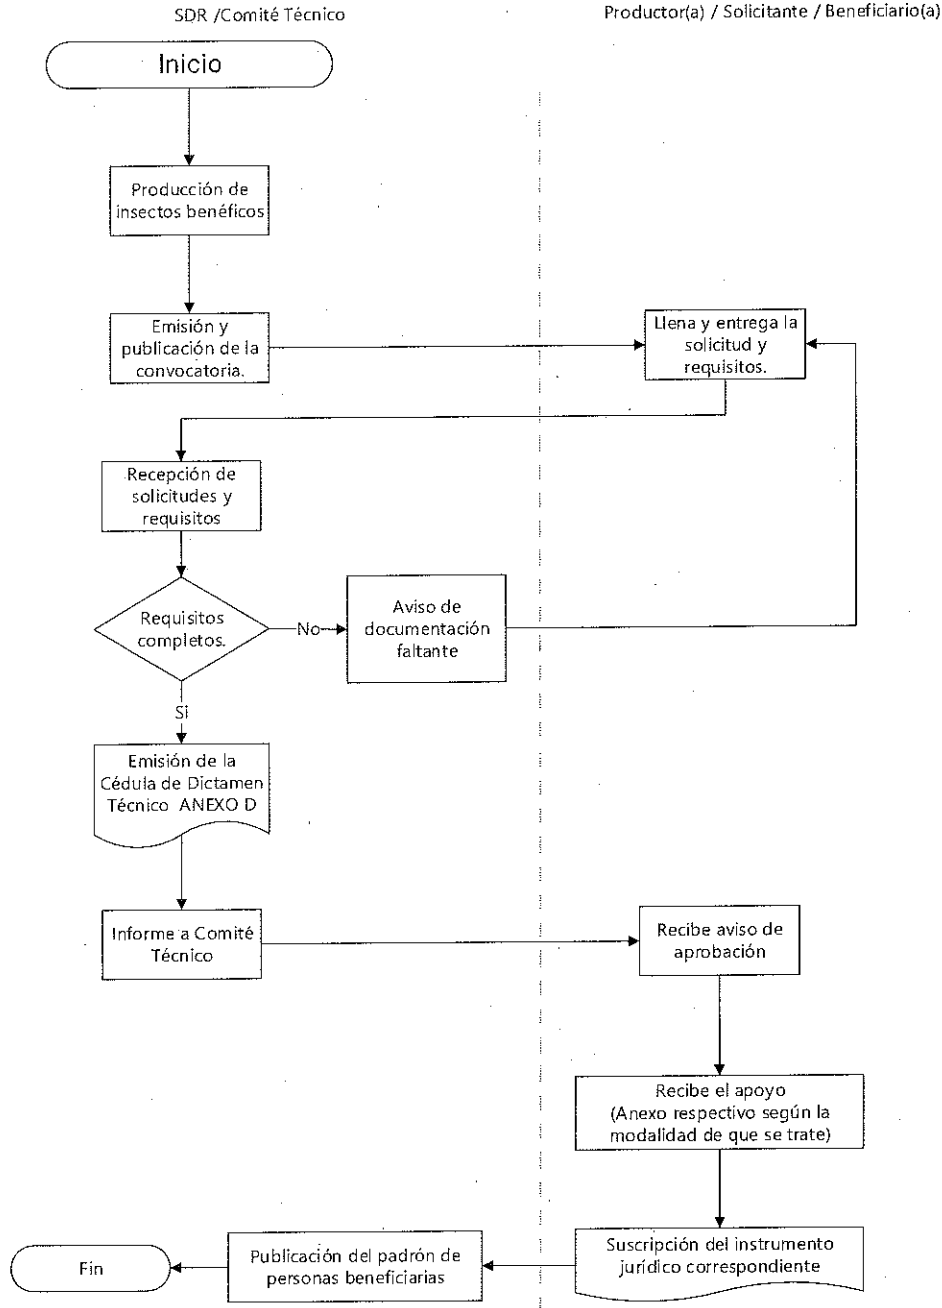 SDR /Comité Técnico
Productor(a) / Solicitante / Beneficiario(a)
Inicio
Producción de
insectos benéficos
Emisión y
publicación de la
convocatoria.
Llena y entrega la
solicitud y
requisitos.
Recepción de
solicitudes y
requisitos
Requisitos
completos.
No
Aviso de
documentación
faltante
Si
Emisión de la
Cédula de Dictamen
Técnico ANEXO D
Informe a Comité
Técnico
Recibe aviso de
aprobación
Recibe el apoyo
(Anexo respectivo según la
modalidad de que se trate)
Suscripción del instrumento
jurídico correspondiente
Publicación del padrón de
personas beneficiarias
Fin